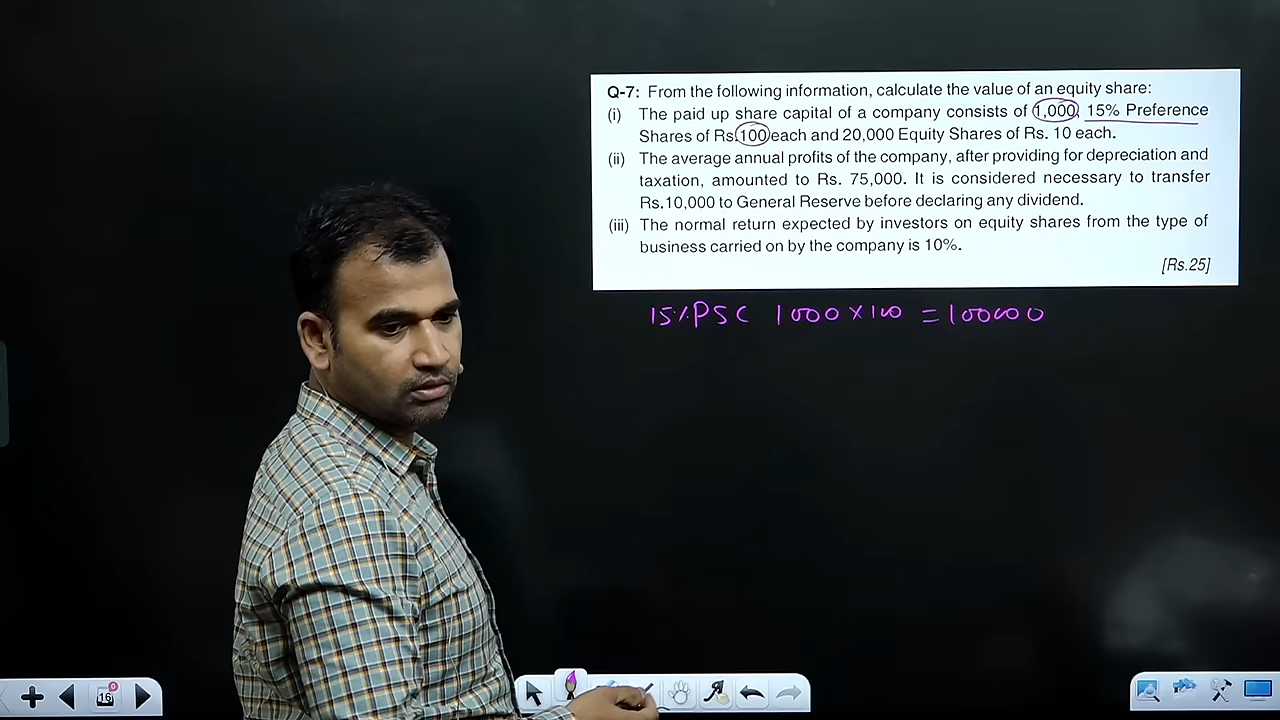 Q-7: From the following information, calculate the value of an equity share:
(i) The paid up share capital of a company consists of 1,000, 15% Preference
Shares of Rs.100 each and 20,000 Equity Shares of Rs. 10 each.
(ii) The average annual profits of the company, after providing for depreciation and
taxation, amounted to Rs. 75,000. It is considered necessary to transfer
Rs.10,000 to General Reserve before declaring any dividend.
(iii) The normal return expected by investors on equity shares from the type of
business carried on by the company is 10%.
[Rs.25]
15% PSC 1000 × 100 = 100000
16